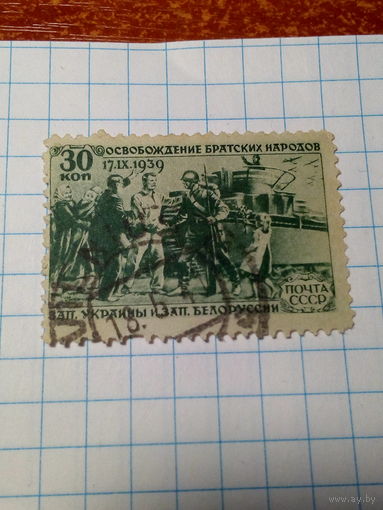 30
КОП
ОСВОБОЖДЕНИЕ БРАТСКИХ НАРОДОВ
17.IX.1939
ПОЧТА
СССР
ЗАП. УКРАИНЫ И ЗАП. БЕЛОРУССИИ
www.ay.by